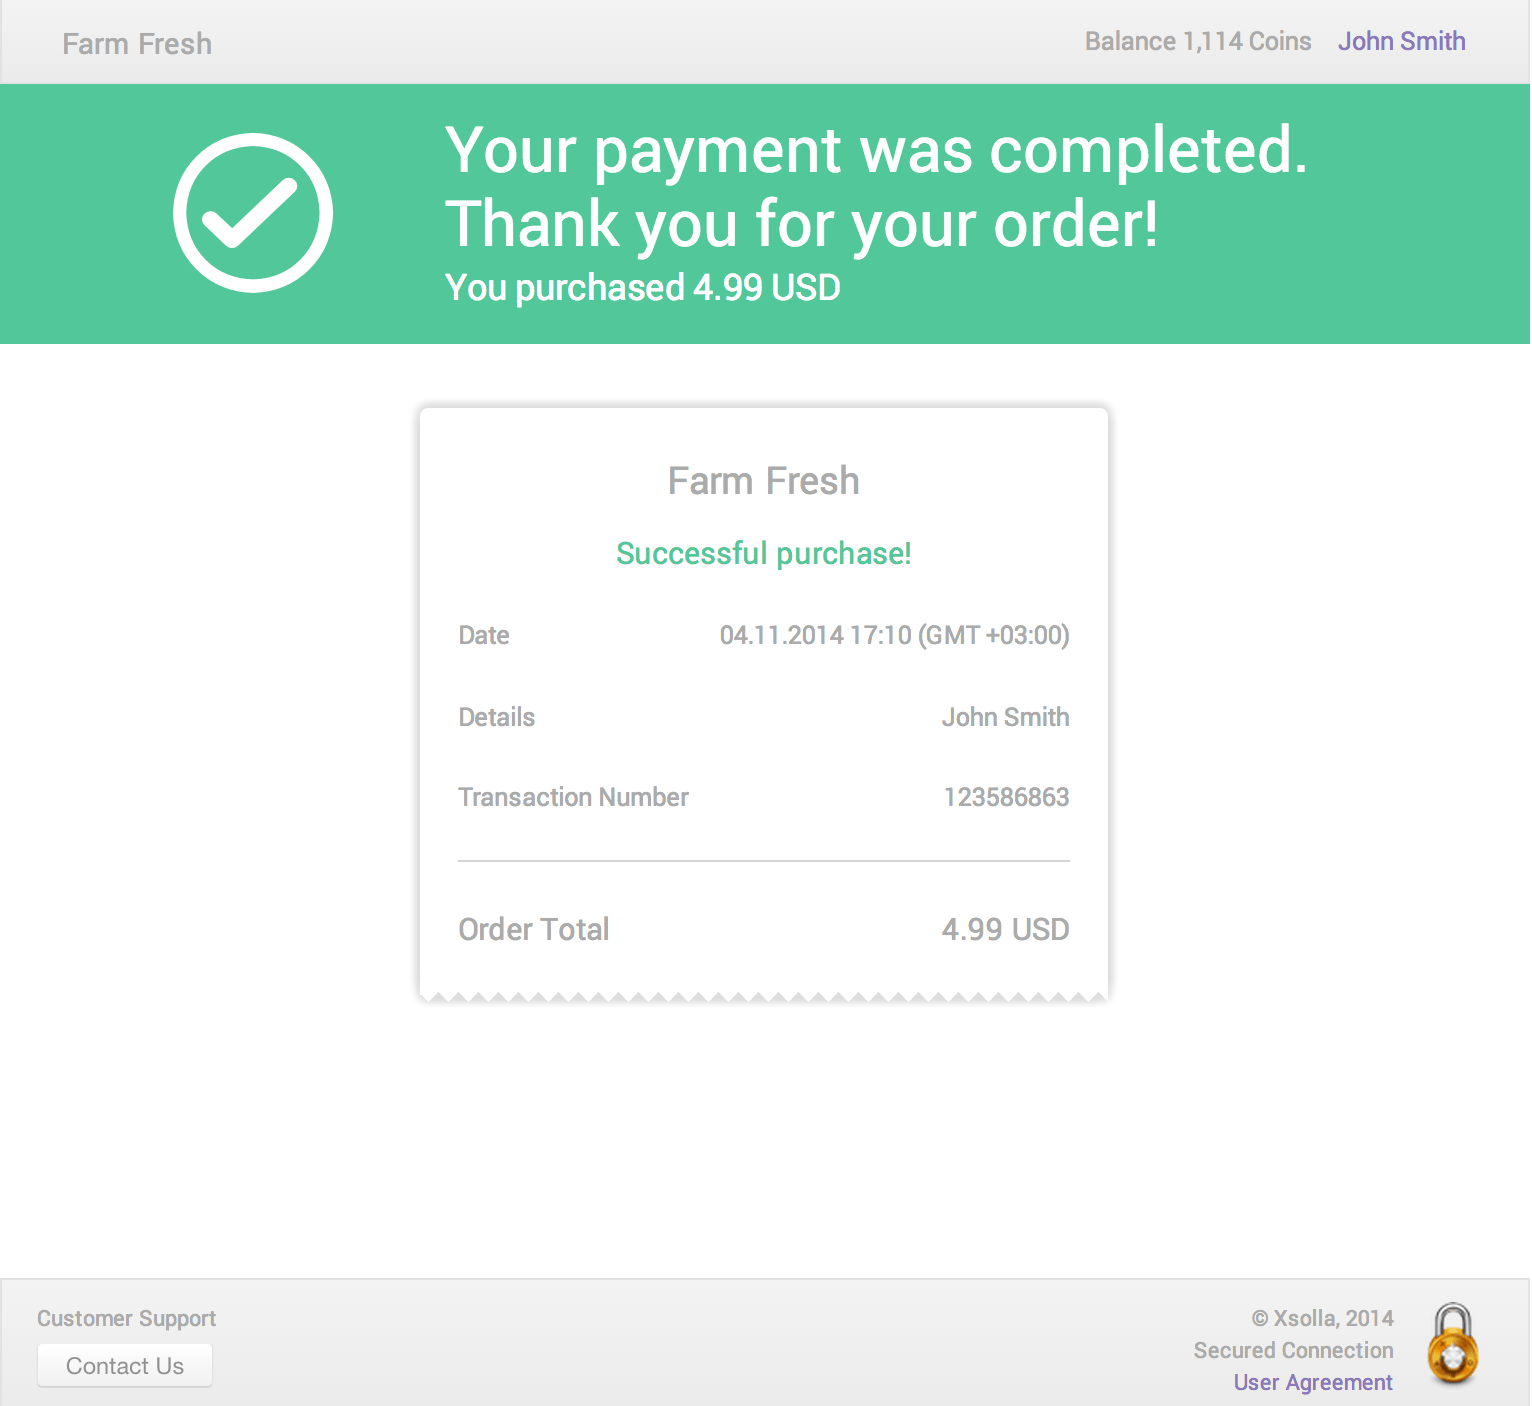 Farm Fresh
Balance 1,114 Coins John Smith
Your payment was completed.
Thank you for your order!
You purchased 4.99 USD
Farm Fresh
Successful purchase!
Date 04.11.2014 17:10 (GMT +03:00)
Details John Smith
Transaction Number 123586863
Order Total 4.99 USD
Customer Support
Contact Us
© Xsolla, 2014
Secured Connection
User Agreement